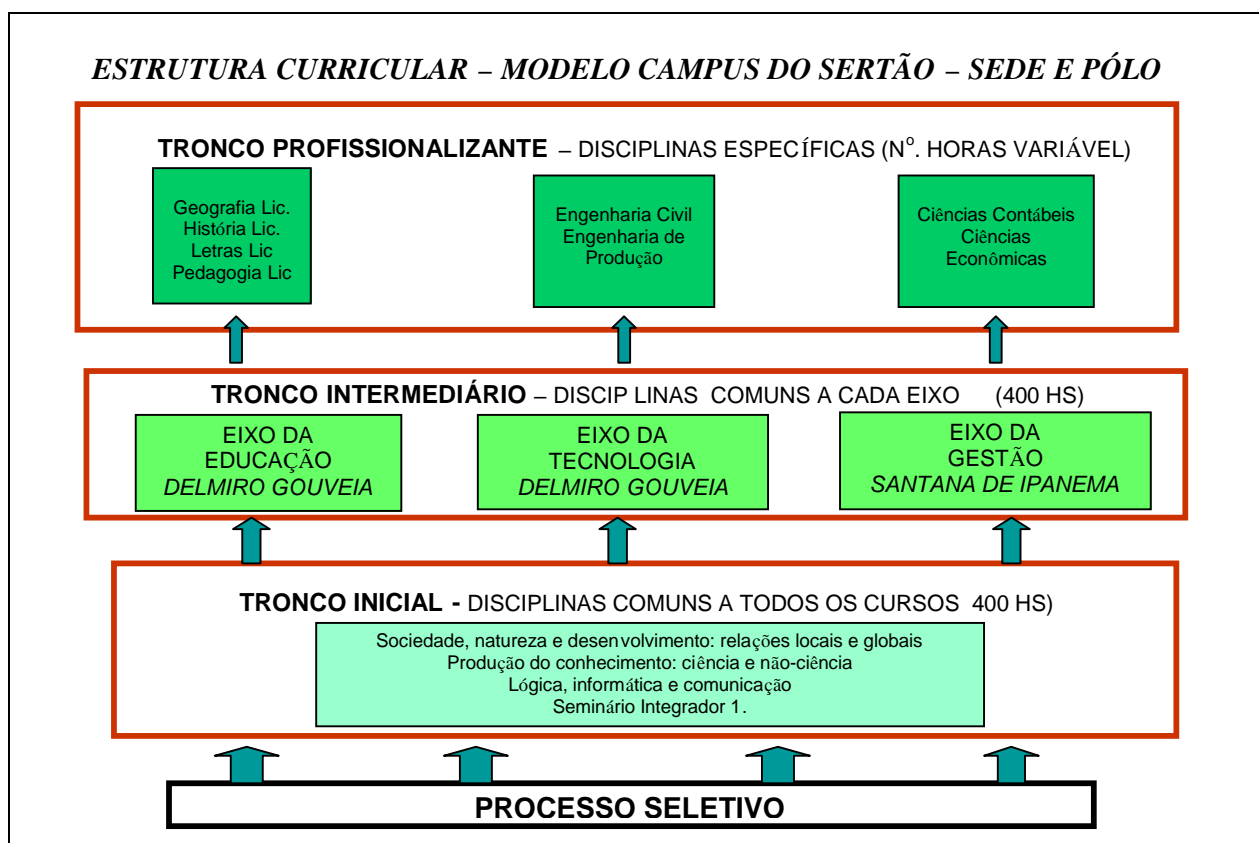 ESTRUTURA CURRICULAR – MODELO CAMPUS DO SERTÃO – SEDE E PÓLO
TRONCO PROFISSIONALIZANTE – DISCIPLINAS ESPECÍFICAS (Nº. HORAS VARIÁVEL)
Geografia Lic.
História Lic.
Letras Lic
Pedagogia Lic
Engenharia Civil
Engenharia de
Produção
Ciências Contábeis
Ciências
Econômicas
TRONCO INTERMEDIÁRIO – DISCIP LINAS COMUNS A CADA EIXO (400 HS)
EIXO DA
EDUCAÇÃO
DELMIRO GOUVEIA
EIXO DA
TECNOLOGIA
DELMIRO GOUVEIA
EIXO DA
GESTÃO
SANTANA DE IPANEMA
TRONCO INICIAL - DISCIPLINAS COMUNS A TODOS OS CURSOS 400 HS)
Sociedade, natureza e desenvolvimento: relações locais e globais
Produção do conhecimento: ciência e não-ciência
Lógica, informática e comunicação
Seminário Integrador 1.
PROCESSO SELETIVO